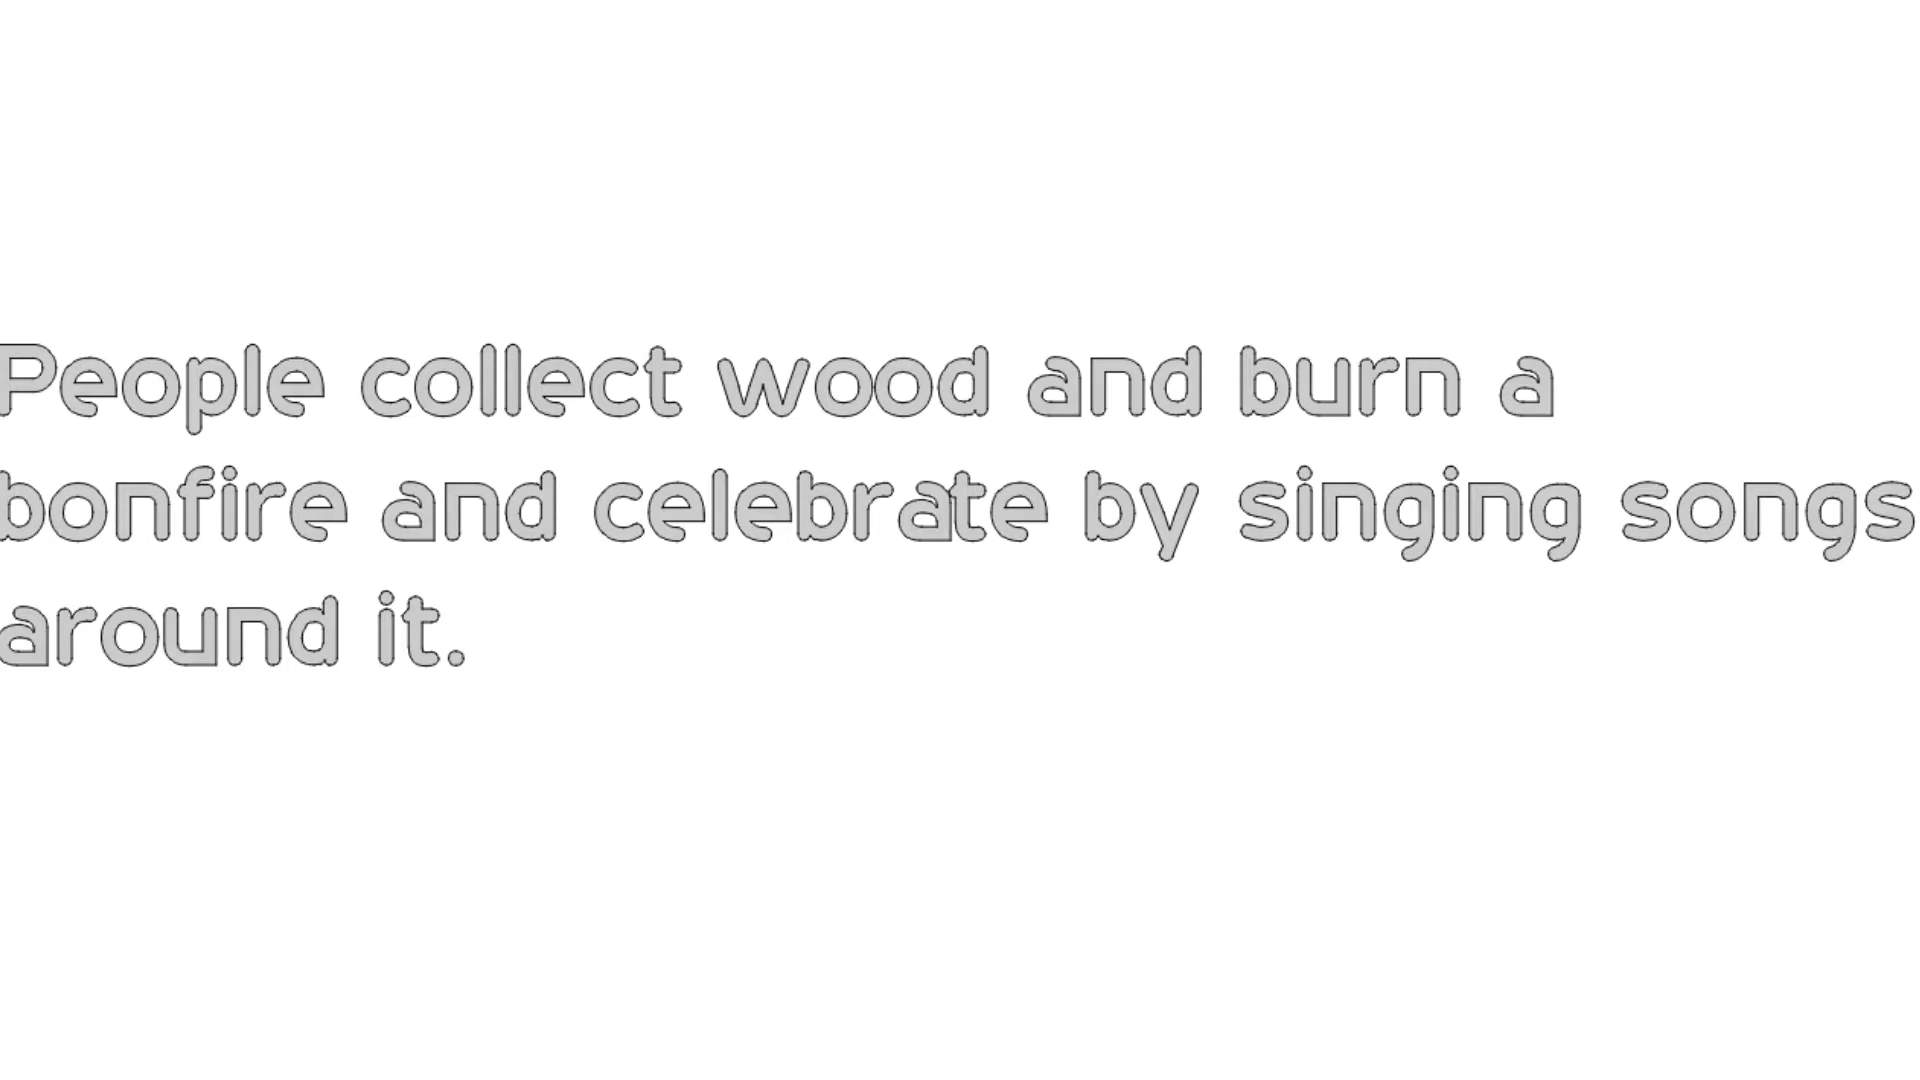 People collect wood and burn a
bonfire and celebrate by singing songs
around it.